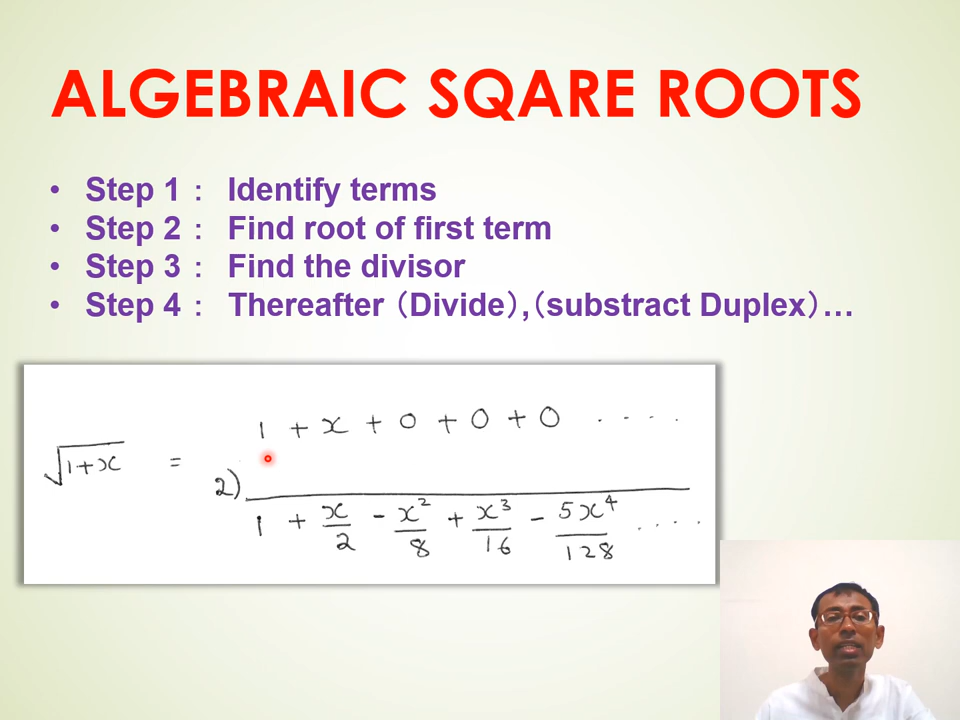 ALGEBRAIC SQARE ROOTS
• Step 1： Identify terms
• Step 2： Find root of first term
• Step 3： Find the divisor
• Step 4： Thereafter（Divide）,（substract Duplex）…
1 + x + 0 + 0 + 0 ....
√(1+x) =
2)
1 + x/2 - x²/8 + x³/16 - 5x⁴/128 ....